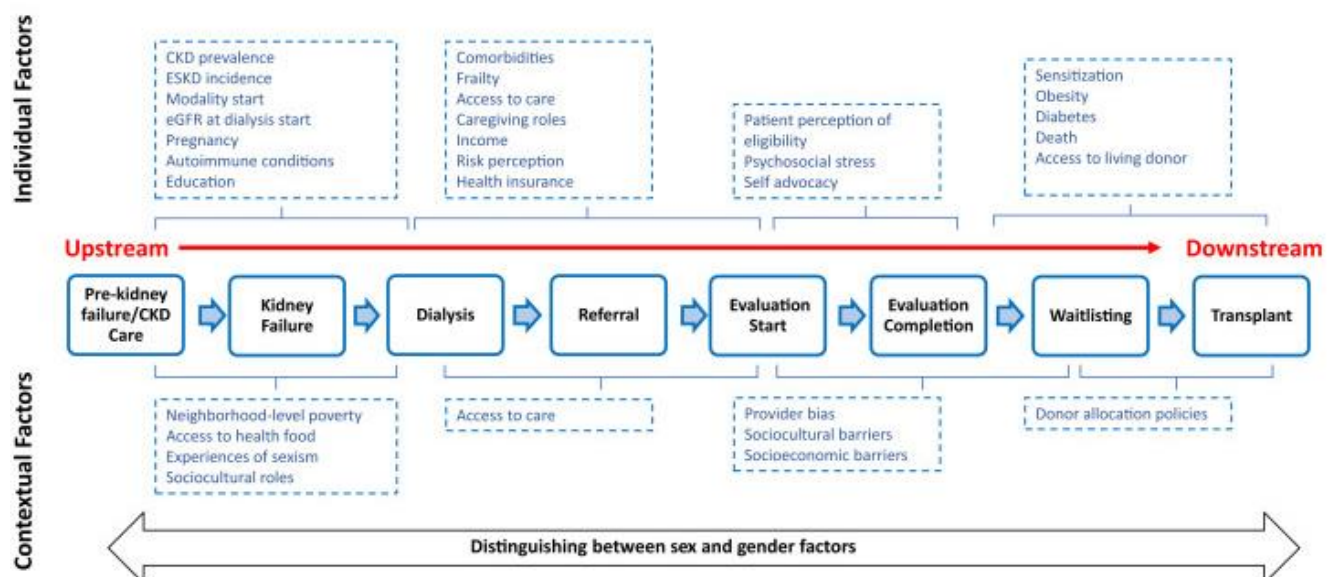 Individual Factors
CKD prevalence
ESKD incidence
Modality start
eGFR at dialysis start
Pregnancy
Autoimmune conditions
Education
Comorbidities
Frailty
Access to care
Caregiving roles
Income
Risk perception
Health insurance
Patient perception of
eligibility
Psychosocial stress
Self advocacy
Sensitization
Obesity
Diabetes
Death
Access to living donor
Upstream
Downstream
Pre-kidney
failure/CKD
Care
Kidney
Failure
Dialysis
Referral
Evaluation
Start
Evaluation
Completion
Waitlisting
Transplant
Contextual Factors
Neighborhood-level poverty
Access to health food
Experiences of sexism
Sociocultural roles
Access to care
Provider bias
Sociocultural barriers
Socioeconomic barriers
Donor allocation policies
Distinguishing between sex and gender factors